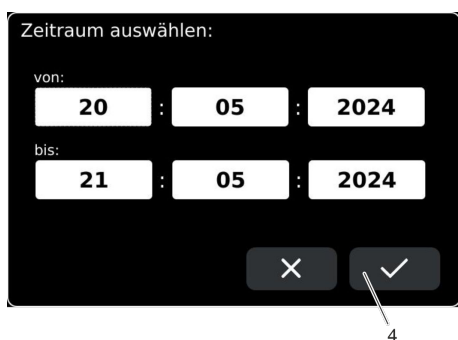 Zeitraum auswählen:
von:
20 : 05 : 2024
bis:
21 : 05 : 2024
4